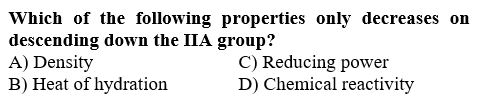 Which of the following properties only decreases on
descending down the IIA group?
A) Density C) Reducing power
B) Heat of hydration D) Chemical reactivity